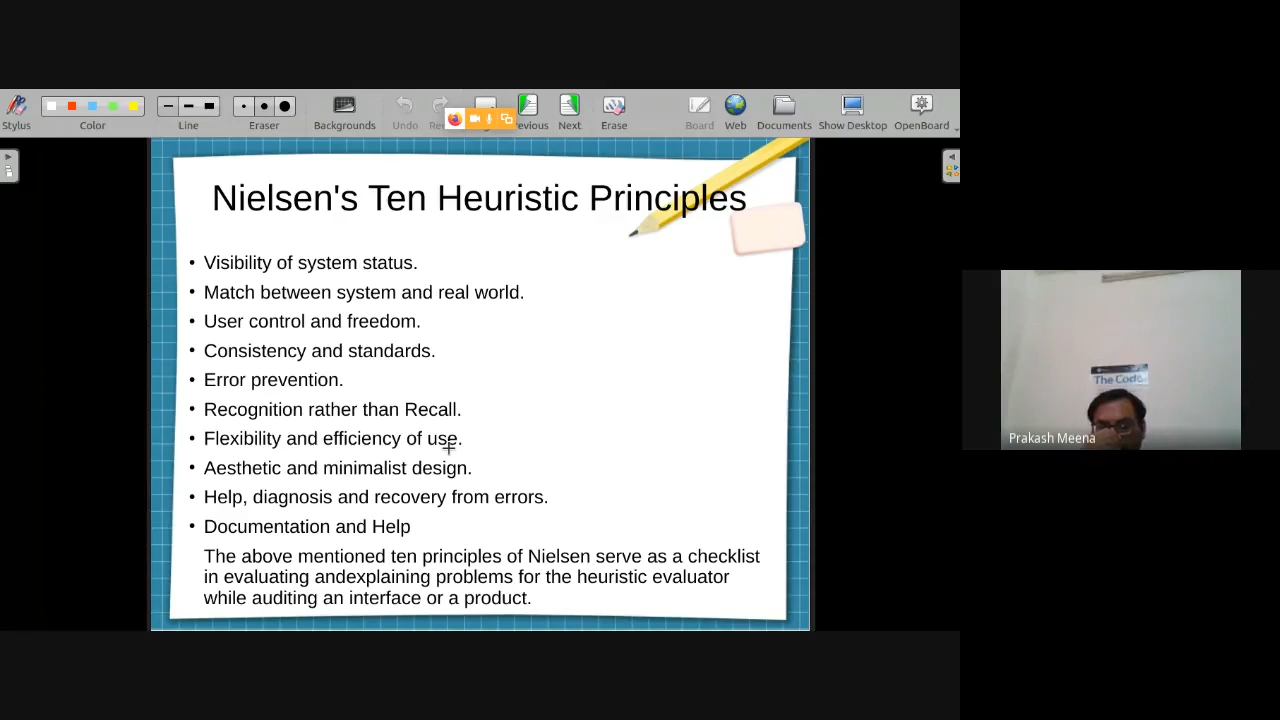 Stylus
Color
Line
Eraser
Backgrounds
Undo
Next
Erase
Board
Web
Documents
Show Desktop
OpenBoard
Nielsen's Ten Heuristic Principles
• Visibility of system status.
• Match between system and real world.
• User control and freedom.
• Consistency and standards.
• Error prevention.
• Recognition rather than Recall.
• Flexibility and efficiency of use.
• Aesthetic and minimalist design.
• Help, diagnosis and recovery from errors.
• Documentation and Help
The above mentioned ten principles of Nielsen serve as a checklist
in evaluating andexplaining problems for the heuristic evaluator
while auditing an interface or a product.
The Code
Prakash Meena